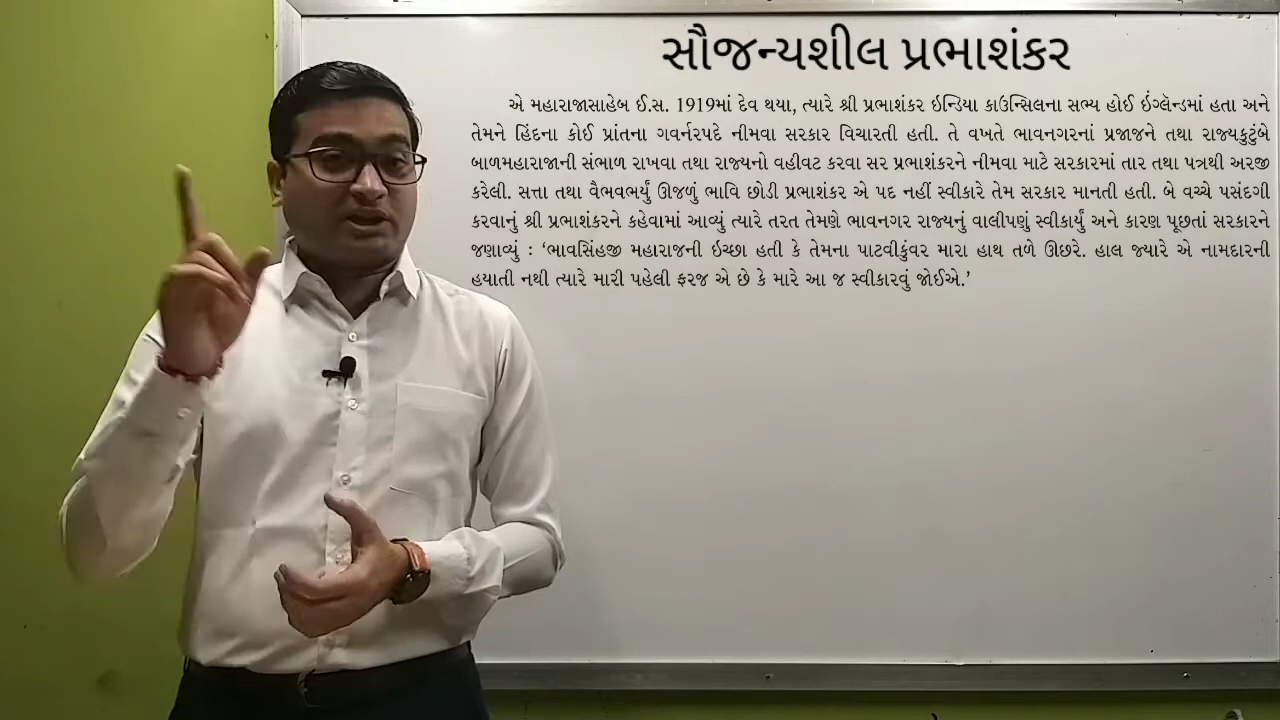 સૌજન્યશીલ પ્રભાશંકર
એ મહારાજાસાહેબ ઈ.સ. 1919માં દેવ થયા, ત્યારે શ્રી પ્રભાશંકર ઇન્ડિયા કાઉન્સિલના સભ્ય હોઈ ઇંગ્લૅન્ડમાં હતા અને
તેમને હિંદના કોઈ પ્રાંતના ગવર્નરપદે નીમવા સરકાર વિચારતી હતી. તે વખતે ભાવનગરનાં પ્રજાજને તથા રાજ્યકુટુંબે
બાળમહારાજાની સંભાળ રાખવા તથા રાજ્યનો વહીવટ કરવા સર પ્રભાશંકરને નીમવા માટે સરકારમાં તાર તથા પત્રથી અરજી
કરેલી. સત્તા તથા વૈભવભર્યું ઊજળું ભાવિ છોડી પ્રભાશંકર એ પદ નહીં સ્વીકારે તેમ સરકાર માનતી હતી. બે વચ્ચે પસંદગી
કરવાનું શ્રી પ્રભાશંકરને કહેવામાં આવ્યું ત્યારે તરત તેમણે ભાવનગર રાજ્યનું વાલીપણું સ્વીકાર્યું અને કારણ પૂછતાં સરકારને
જણાવ્યું : ‘ભાવસિંહજી મહારાજની ઇચ્છા હતી કે તેમના પાટવીકુંવર મારા હાથ તળે ઊછરે. હાલ જ્યારે એ નામદારની
હયાતી નથી ત્યારે મારી પહેલી ફરજ એ છે કે મારે આ જ સ્વીકારવું જોઈએ.’